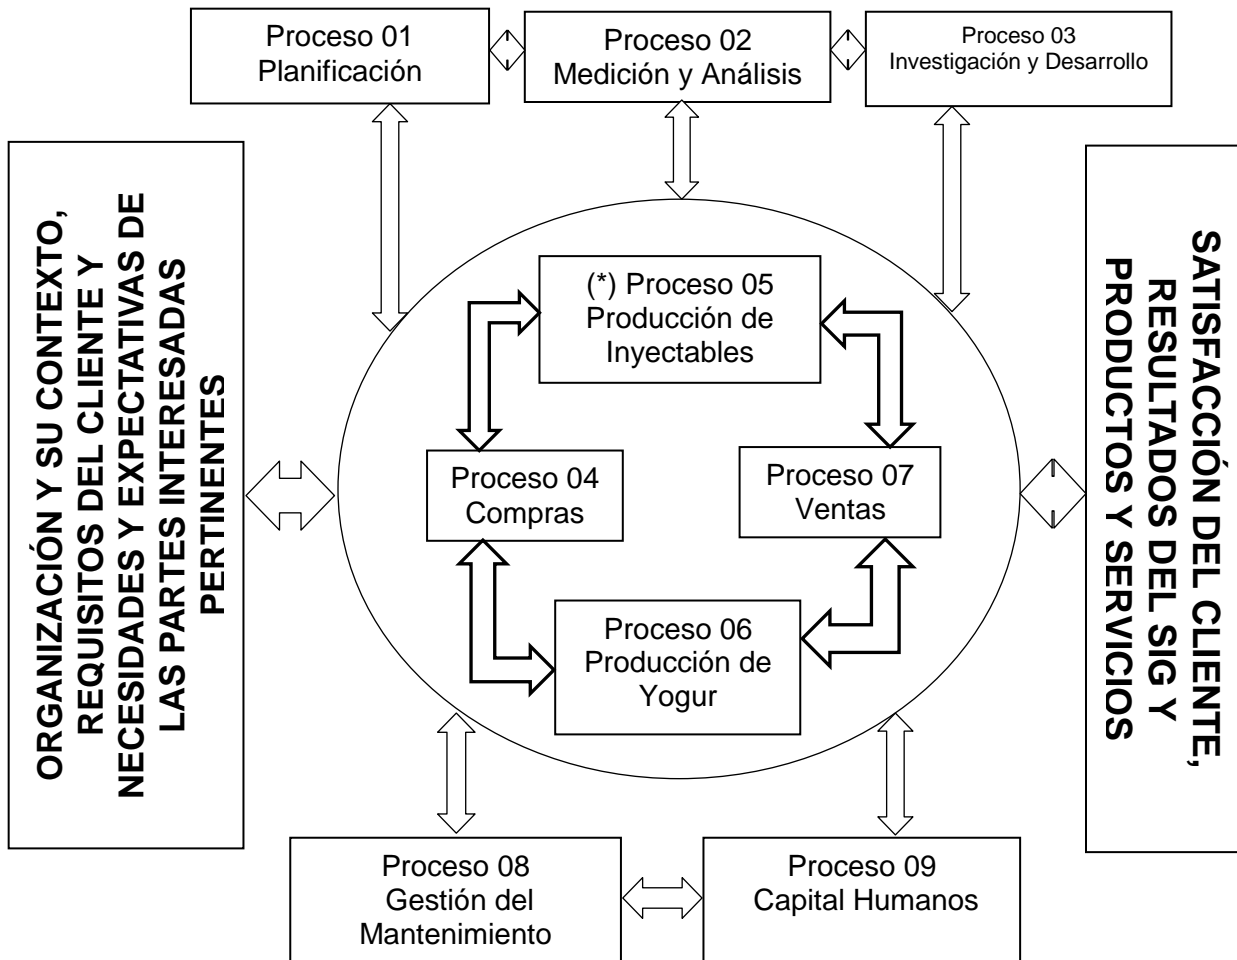 Proceso 01
Planificación
Proceso 02
Medición y Análisis
Proceso 03
Investigación y Desarrollo
ORGANIZACIÓN Y SU CONTEXTO,
REQUISITOS DEL CLIENTE Y
NECESIDADES Y EXPECTATIVAS DE
LAS PARTES INTERESADAS
PERTINENTES
(*) Proceso 05
Producción de
Inyectables
Proceso 04
Compras
Proceso 07
Ventas
Proceso 06
Producción de
Yogur
SATISFACCIÓN DEL CLIENTE,
RESULTADOS DEL SIG Y
PRODUCTOS Y SERVICIOS
Proceso 08
Gestión del
Mantenimiento
Proceso 09
Capital Humanos